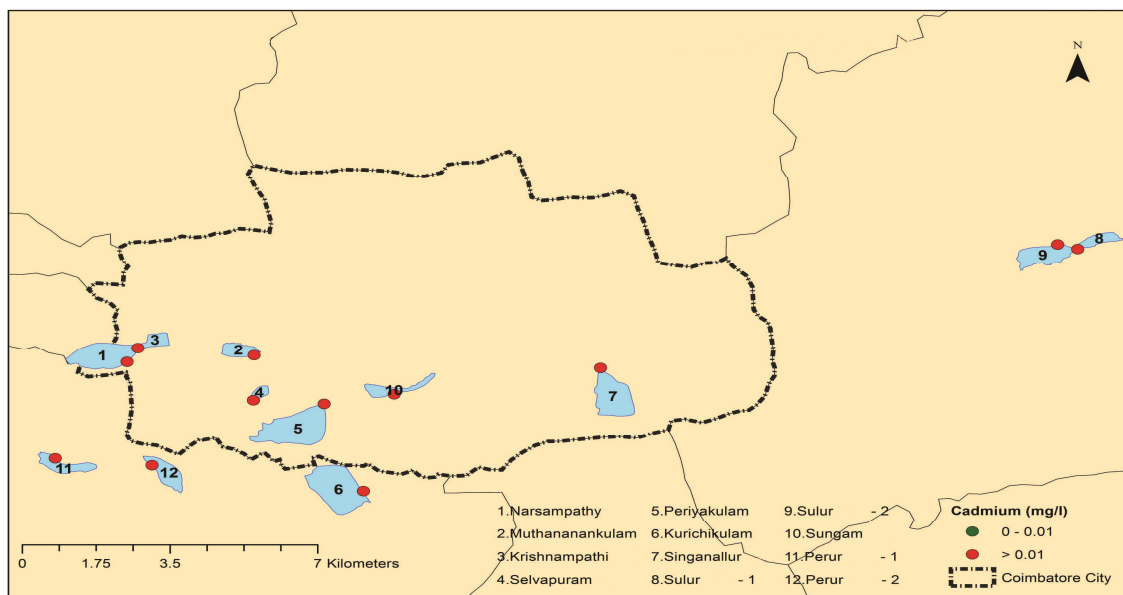 N
8
9
3
1
2
4
10
7
5
11
12
6
1.Narsampathy 5.Periyakulam 9.Sulur - 2
2.Muthanankulam 6.Kurichikulam 10.Sungam
3.Krishnampathi 7.Singanallur 11.Perur - 1
4.Selvapuram 8.Sulur - 1 12.Perur - 2
Cadmium (mg/l)
0 - 0.01
> 0.01
Coimbatore City
0 1.75 3.5 7 Kilometers